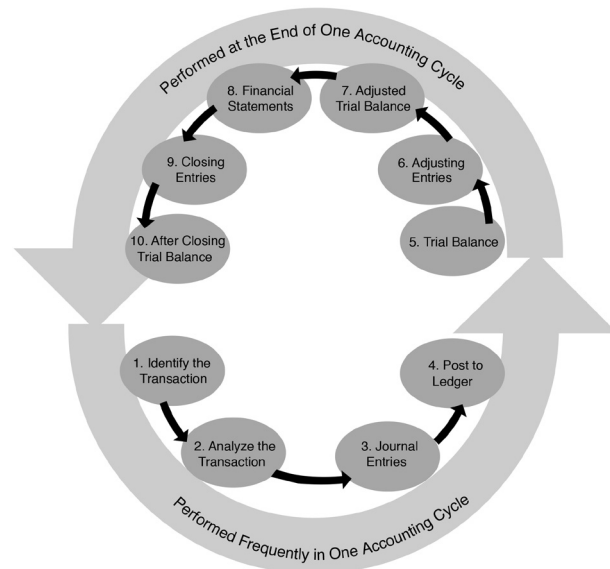 Performed at the End of One Accounting Cycle
8. Financial
Statements
7. Adjusted
Trial Balance
9. Closing
Entries
6. Adjusting
Entries
10. After Closing
Trial Balance
5. Trial Balance
1. Identify the
Transaction
4. Post to
Ledger
2. Analyze the
Transaction
3. Journal
Entries
Performed Frequently in One Accounting Cycle